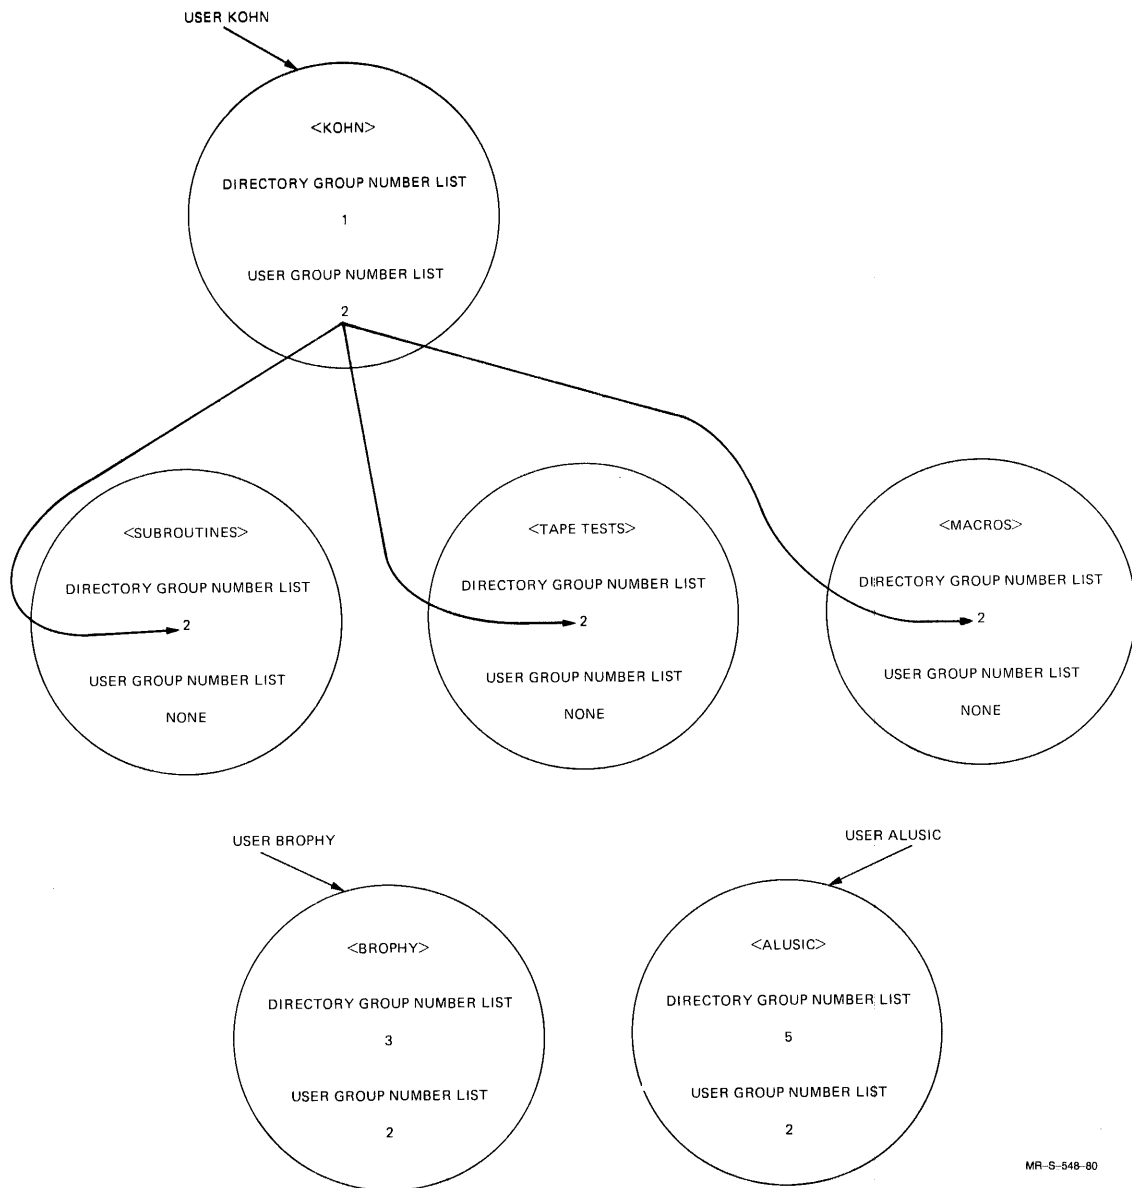 USER KOHN
<KOHN>
DIRECTORY GROUP NUMBER LIST
1
USER GROUP NUMBER LIST
2
<SUBROUTINES>
DIRECTORY GROUP NUMBER LIST
2
USER GROUP NUMBER LIST
NONE
<TAPE TESTS>
DIRECTORY GROUP NUMBER LIST
2
USER GROUP NUMBER LIST
NONE
<MACROS>
DIRECTORY GROUP NUMBER LIST
2
USER GROUP NUMBER LIST
NONE
USER BROPHY
<BROPHY>
DIRECTORY GROUP NUMBER LIST
3
USER GROUP NUMBER LIST
2
USER ALUSIC
<ALUSIC>
DIRECTORY GROUP NUMBER LIST
5
USER GROUP NUMBER LIST
2
MR-S-548-80